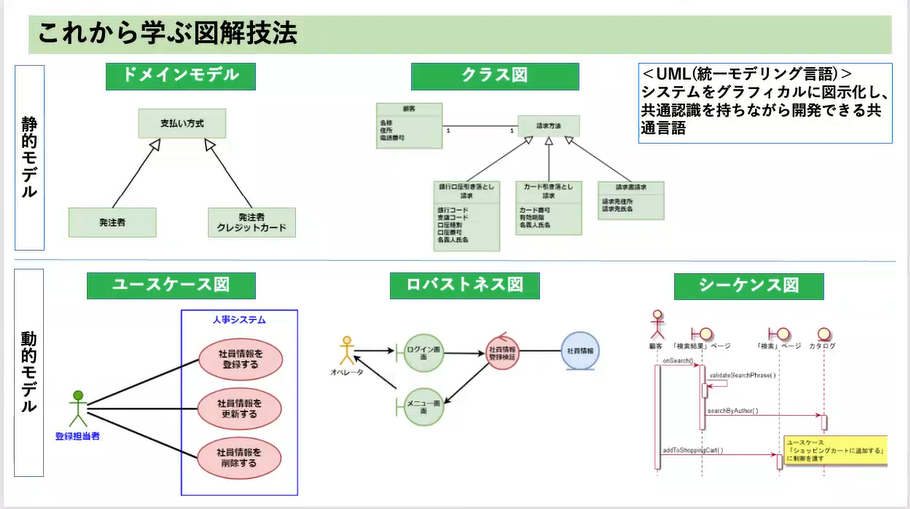 これから学ぶ図解技法
静的モデル
ドメインモデル
支払い方式
発注者
発注者
クレジットカード
クラス図
顧客
名称
住所
電話番号
1
1
請求方法
銀行口座引き落とし
請求
銀行コード
支店コード
口座種別
口座番号
名義人氏名
カード引き落とし
請求
カード番号
有効期限
名義人氏名
請求書請求
請求先住所
請求先氏名
＜UML(統一モデリング言語)＞
システムをグラフィカルに図示化し、
共通認識を持ちながら開発できる共
通言語
動的モデル
ユースケース図
人事システム
社員情報を
登録する
社員情報を
更新する
社員情報を
削除する
登録担当者
ロバストネス図
オペレータ
ログイン画
面
メニュー画
面
社員情報
登録検証
社員情報
シーケンス図
顧客
「検索結果」ページ
「検索」ページ
カタログ
onSearch()
validateSearchPhrase( )
searchByAuthor( )
addToShoppingCart( )
ユースケース
「ショッピングカートに追加する」
に制御を渡す